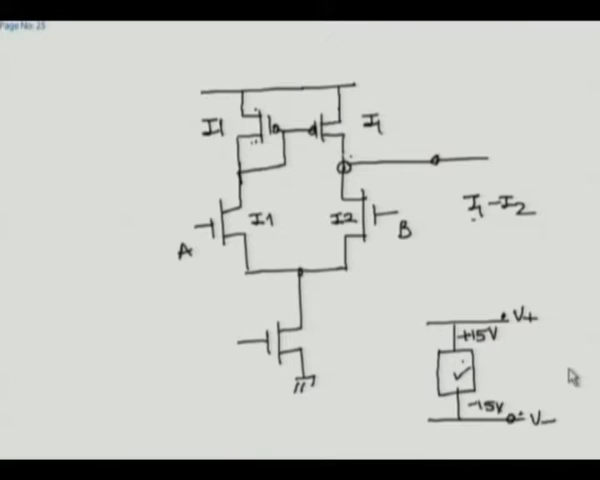 Page No: 25
I1
I1
I1
I2
A
B
I1-I2
V+
+15V
-15V
V-